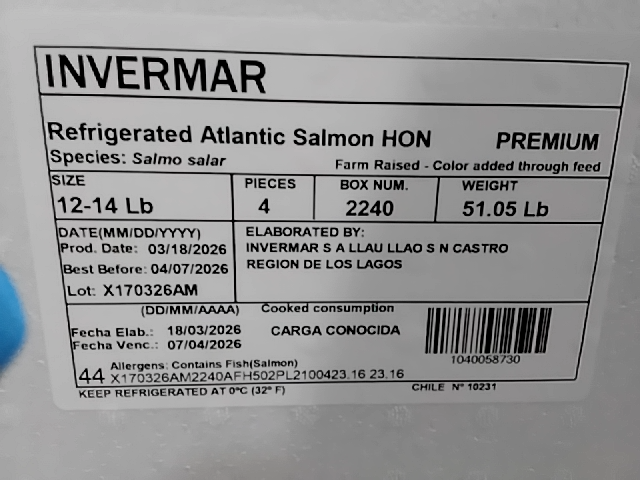 INVERMAR
Refrigerated Atlantic Salmon HON PREMIUM
Species: Salmo salar Farm Raised - Color added through feed
SIZE PIECES BOX NUM. WEIGHT
12-14 Lb 4 2240 51.05 Lb
DATE(MM/DD/YYYY) ELABORATED BY:
Prod. Date: 03/18/2026 INVERMAR S A LLAU LLAO S N CASTRO
Best Before: 04/07/2026 REGION DE LOS LAGOS
Lot: X170326AM
(DD/MM/AAAA) Cooked consumption
Fecha Elab.: 18/03/2026 CARGA CONOCIDA
Fecha Venc.: 07/04/2026
1040058730
Allergens: Contains Fish(Salmon)
44 X170326AM2240AFH502PL2100423.16 23.16
KEEP REFRIGERATED AT 0ºC (32º F) CHILE Nº 10231